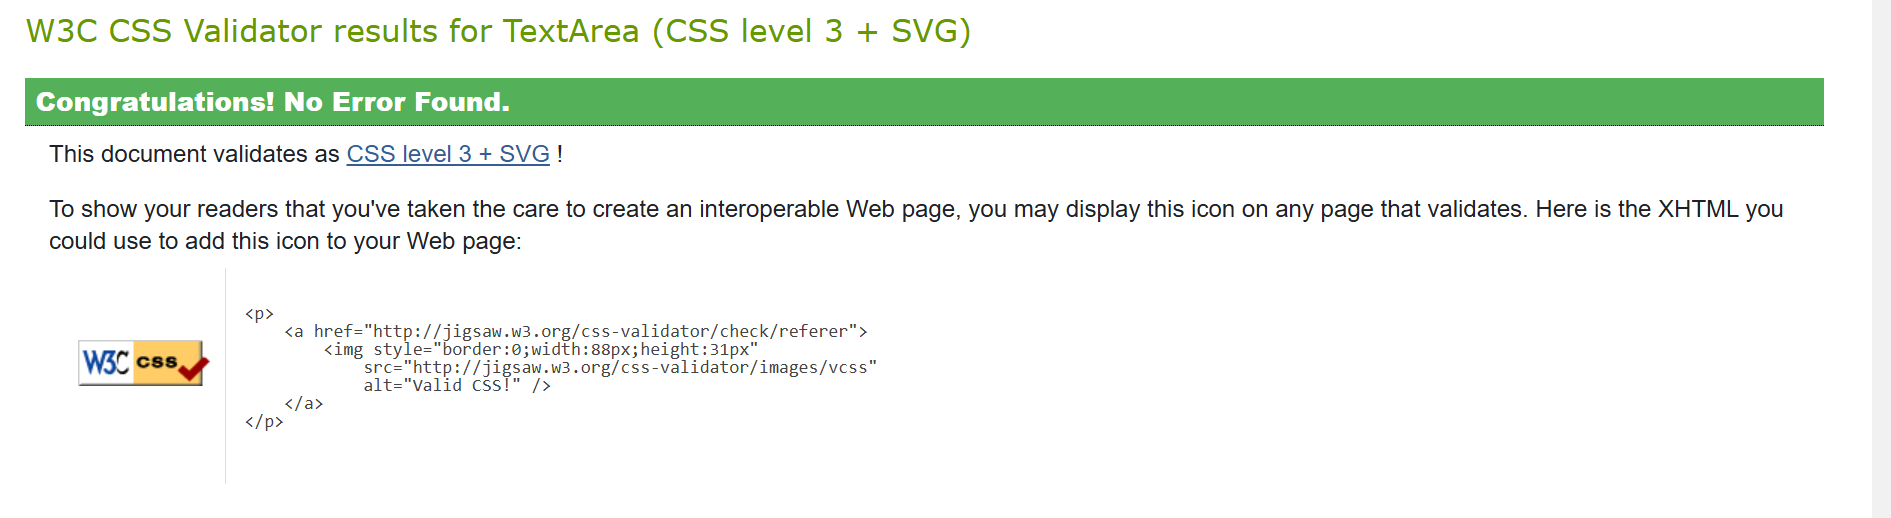 W3C CSS Validator results for TextArea (CSS level 3 + SVG)
Congratulations! No Error Found.
This document validates as CSS level 3 + SVG !
To show your readers that you've taken the care to create an interoperable Web page, you may display this icon on any page that validates. Here is the XHTML you
could use to add this icon to your Web page:
W3C css
<p>
    <a href="http://jigsaw.w3.org/css-validator/check/referer">
        <img style="border:0;width:88px;height:31px"
            src="http://jigsaw.w3.org/css-validator/images/vcss"
            alt="Valid CSS!" />
    </a>
</p>